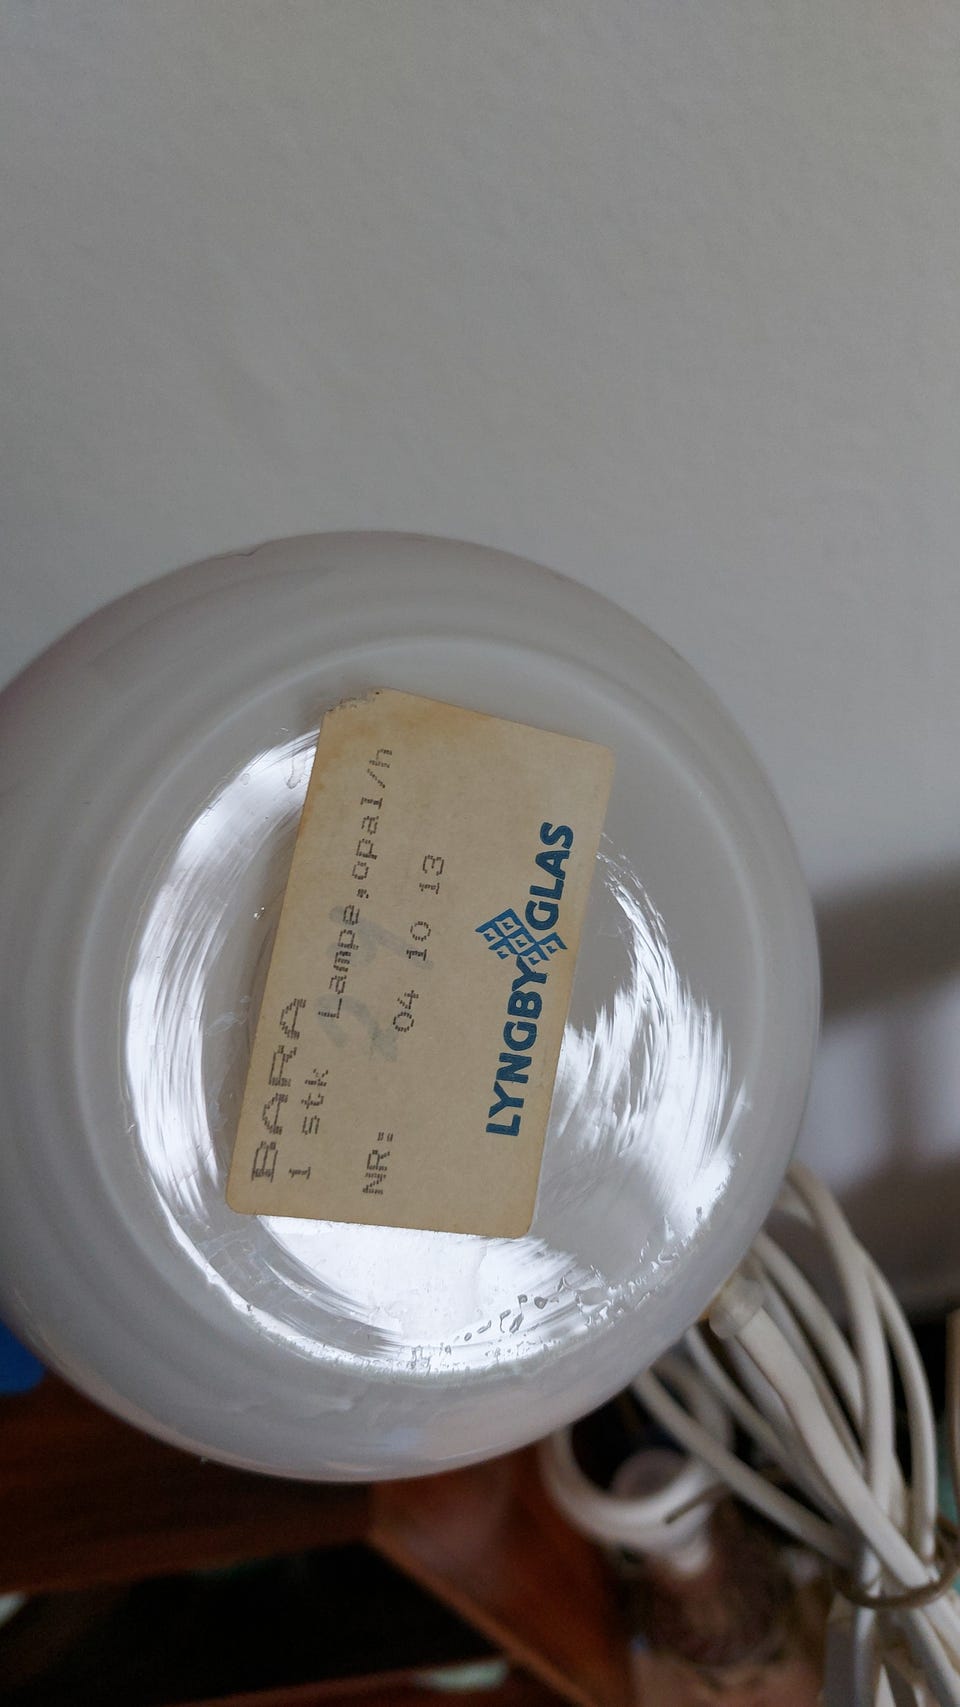 BARA
1 stk Lampe,opal/h
NR: 04 10 13
LYNGBY GLAS